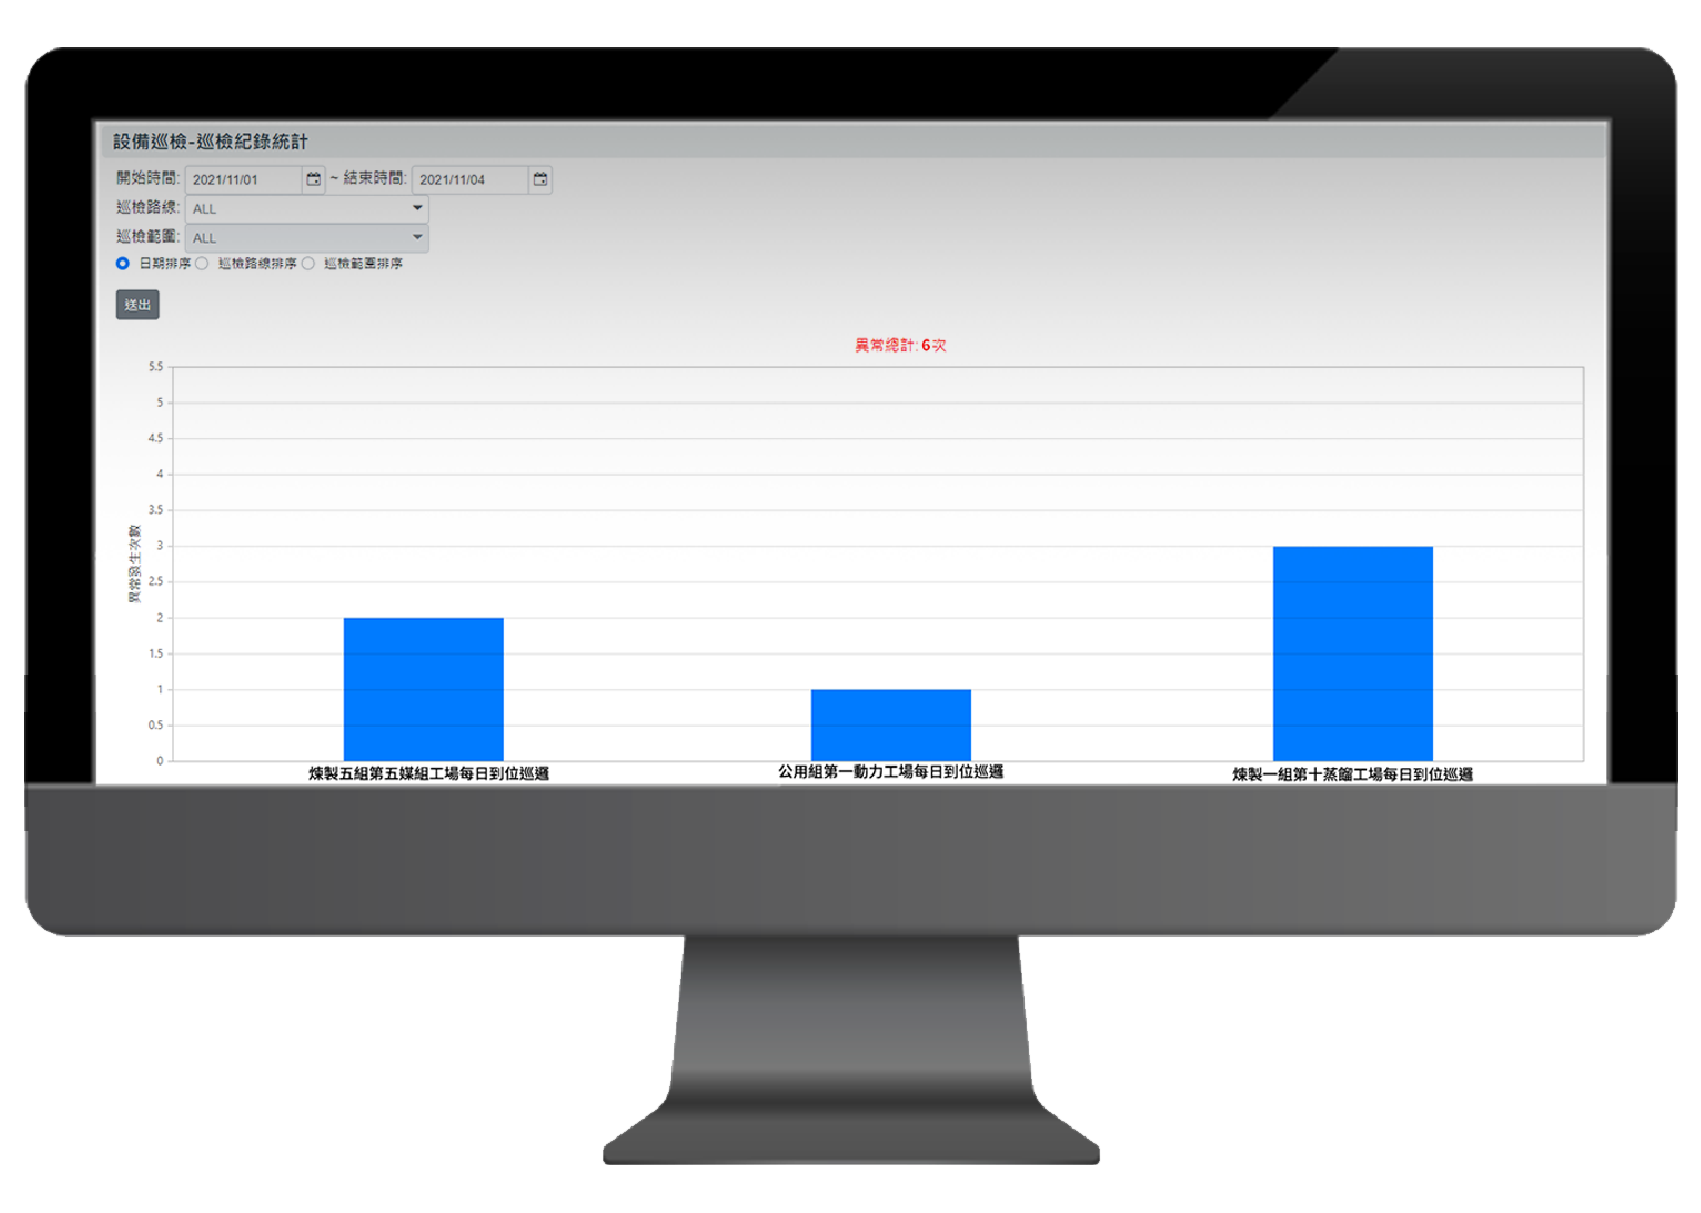 設備巡檢-巡檢紀錄統計
開始時間: 2021/11/01 ~ 結束時間: 2021/11/04
巡檢路線: ALL
巡檢範圍: ALL
日期排序 巡檢路線排序 巡檢範圍排序
送出
異常總計: 6次
5.5
5
4.5
4
3.5
3
2.5
2
1.5
1
0.5
0
異常發生次數
煉製五組第五媒組工場每日到位巡邏
公用組第一動力工場每日到位巡邏
煉製一組第十蒸餾工場每日到位巡邏